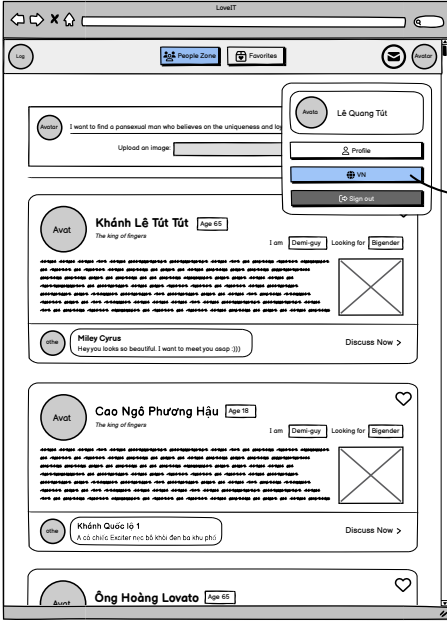 LoveIT
Log
People Zone
Favorites
Avatar
Avata
Lê Quang Tút
Profile
VN
Sign out
Avatar
I want to find a pansexual man who believes on the uniqueness and loy
Upload an image:
Avat
Khánh Lê Tút Tút
Age 65
The king of fingers
I am Demi-guy Looking for Bigender
othe
Miley Cyrus
Hey you looks so beautiful. I want to meet you asap :)))
Discuss Now >
Avat
Cao Ngô Phương Hậu
Age 18
The king of fingers
I am Demi-guy Looking for Bigender
othe
Khánh Quốc lộ 1
A có chiếc Exciter nẹc bô khói đen ba khu phố
Discuss Now >
Avat
Ông Hoàng Lovato
Age 65